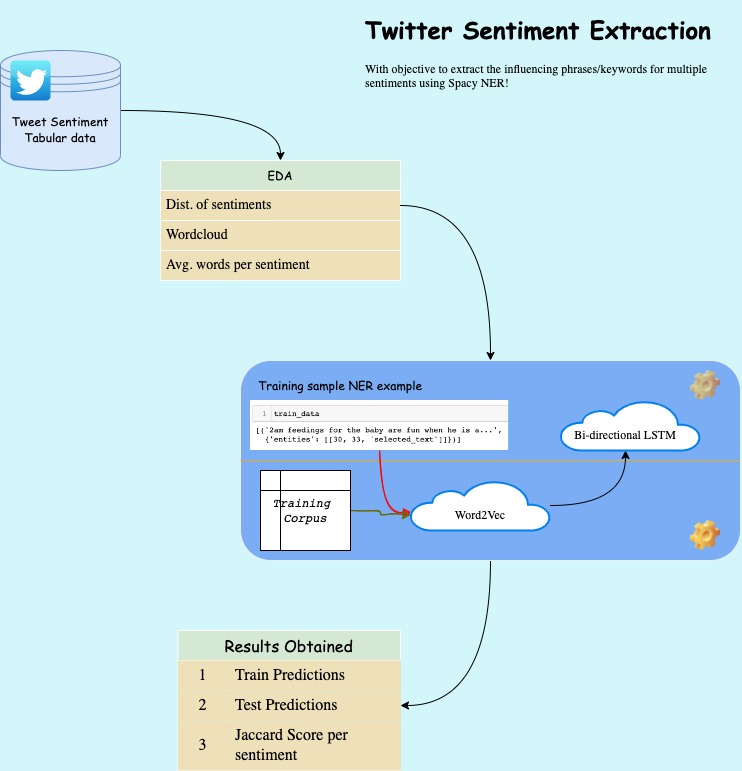 Twitter Sentiment Extraction
With objective to extract the influencing phrases/keywords for multiple
sentiments using Spacy NER!
Tweet Sentiment
Tabular data
EDA
Dist. of sentiments
Wordcloud
Avg. words per sentiment
Training sample NER example
1 train_data
[('2am feedings for the baby are fun when he is a...',
{'entities': [[30, 33, 'selected_text']]})]
Bi-directional LSTM
Training
Corpus
Word2Vec
Results Obtained
1 Train Predictions
2 Test Predictions
3 Jaccard Score per
sentiment